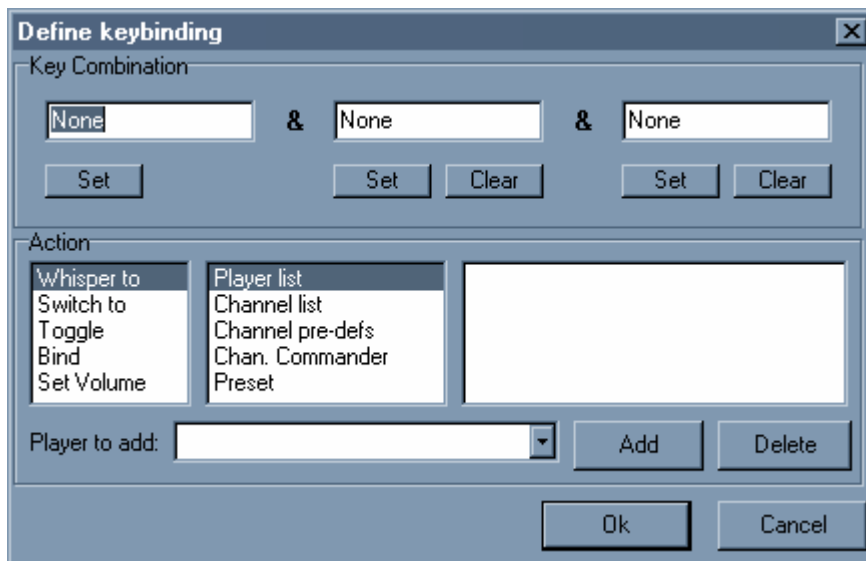 Define keybinding
Key Combination
None & None & None
Set Set Clear Set Clear
Action
Whisper to Player list
Switch to Channel list
Toggle Channel pre-defs
Bind Chan. Commander
Set Volume Preset
Player to add: Add Delete
Ok Cancel